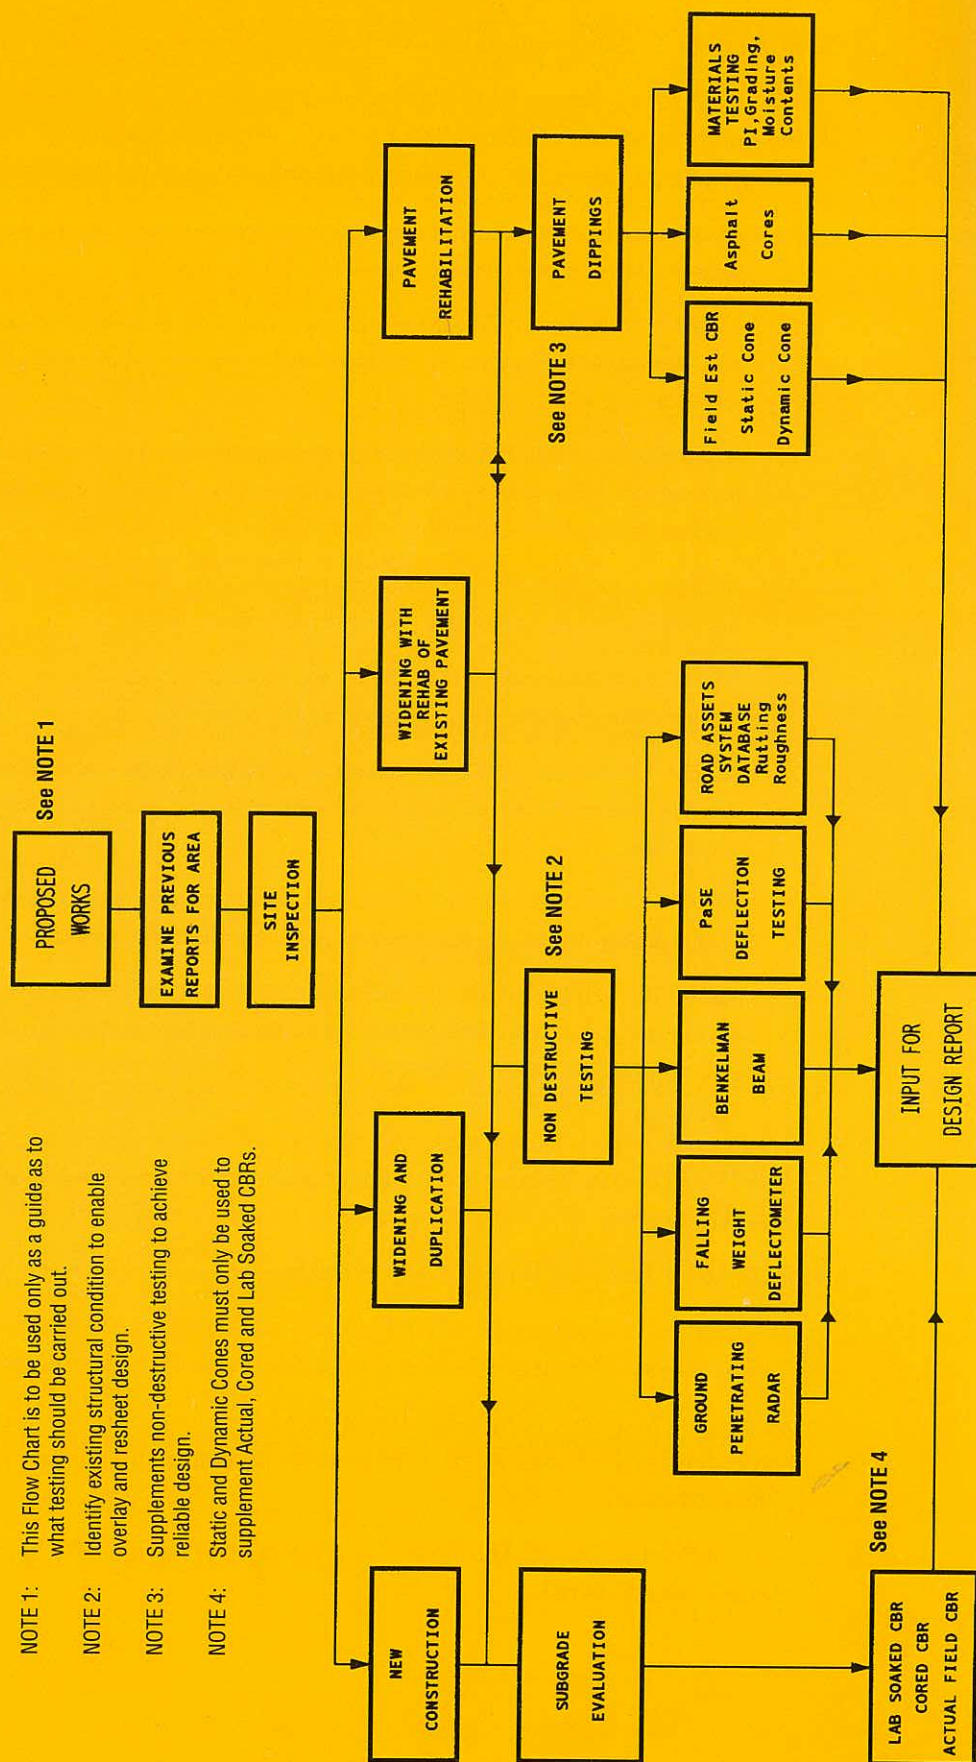 NOTE 1: This Flow Chart is to be used only as a guide as to
what testing should be carried out.
NOTE 2: Identify existing structural condition to enable
overlay and resheet design.
NOTE 3: Supplements non-destructive testing to achieve
reliable design.
NOTE 4: Static and Dynamic Cones must only be used to
supplement Actual, Cored and Lab Soaked CBRs.
PROPOSED
WORKS
See NOTE 1
EXAMINE PREVIOUS
REPORTS FOR AREA
SITE
INSPECTION
NEW
CONSTRUCTION
WIDENING AND
DUPLICATION
WIDENING WITH
REHAB OF
EXISTING PAVEMENT
PAVEMENT
REHABILITATION
SUBGRADE
EVALUATION
NON DESTRUCTIVE
TESTING
See NOTE 2
See NOTE 3
PAVEMENT
DIPPINGS
GROUND
PENETRATING
RADAR
FALLING
WEIGHT
DEFLECTOMETER
BENKELMAN
BEAM
PaSE
DEFLECTION
TESTING
ROAD ASSETS
SYSTEM
DATABASE
Rutting
Roughness
Field Est CBR
Static Cone
Dynamic Cone
Asphalt
Cores
MATERIALS
TESTING
PI,Grading,
Moisture
Contents
LAB SOAKED CBR
CORED CBR
ACTUAL FIELD CBR
See NOTE 4
INPUT FOR
DESIGN REPORT